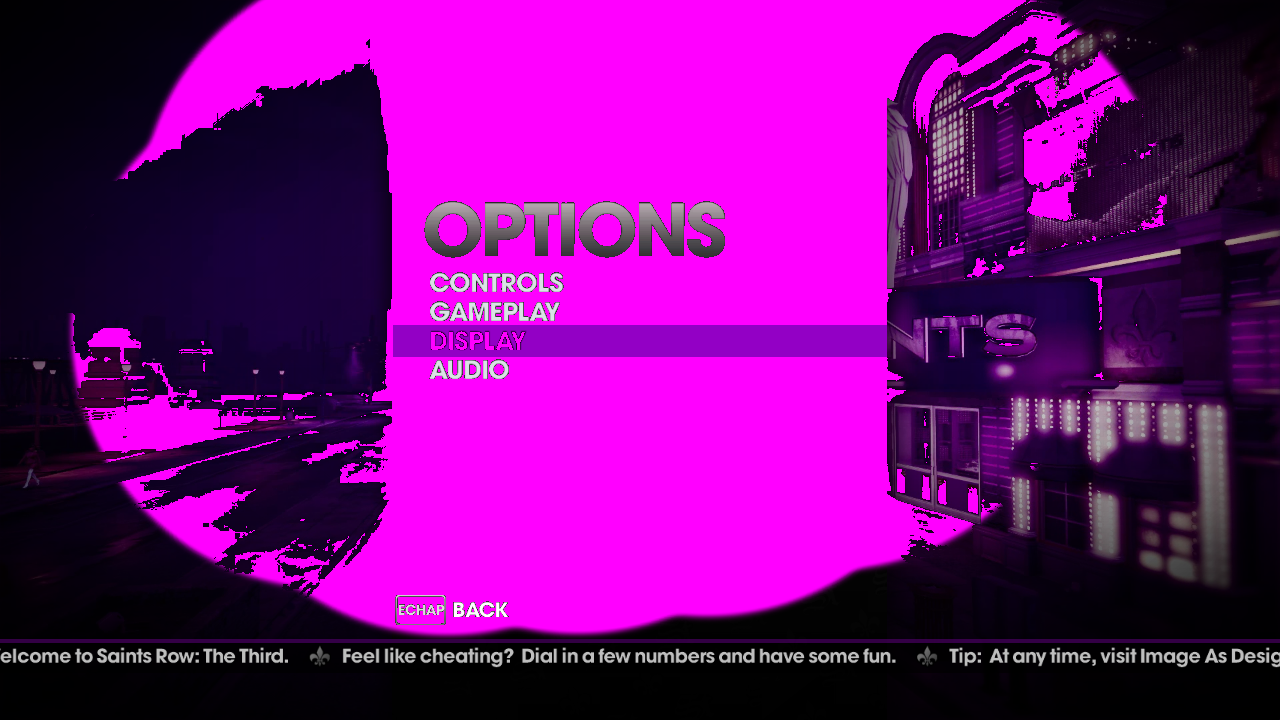 OPTIONS
CONTROLS
GAMEPLAY
DISPLAY
AUDIO
NTS
ECHAP BACK
elcome to Saints Row: The Third. Feel like cheating? Dial in a few numbers and have some fun. Tip: At any time, visit Image As Desig